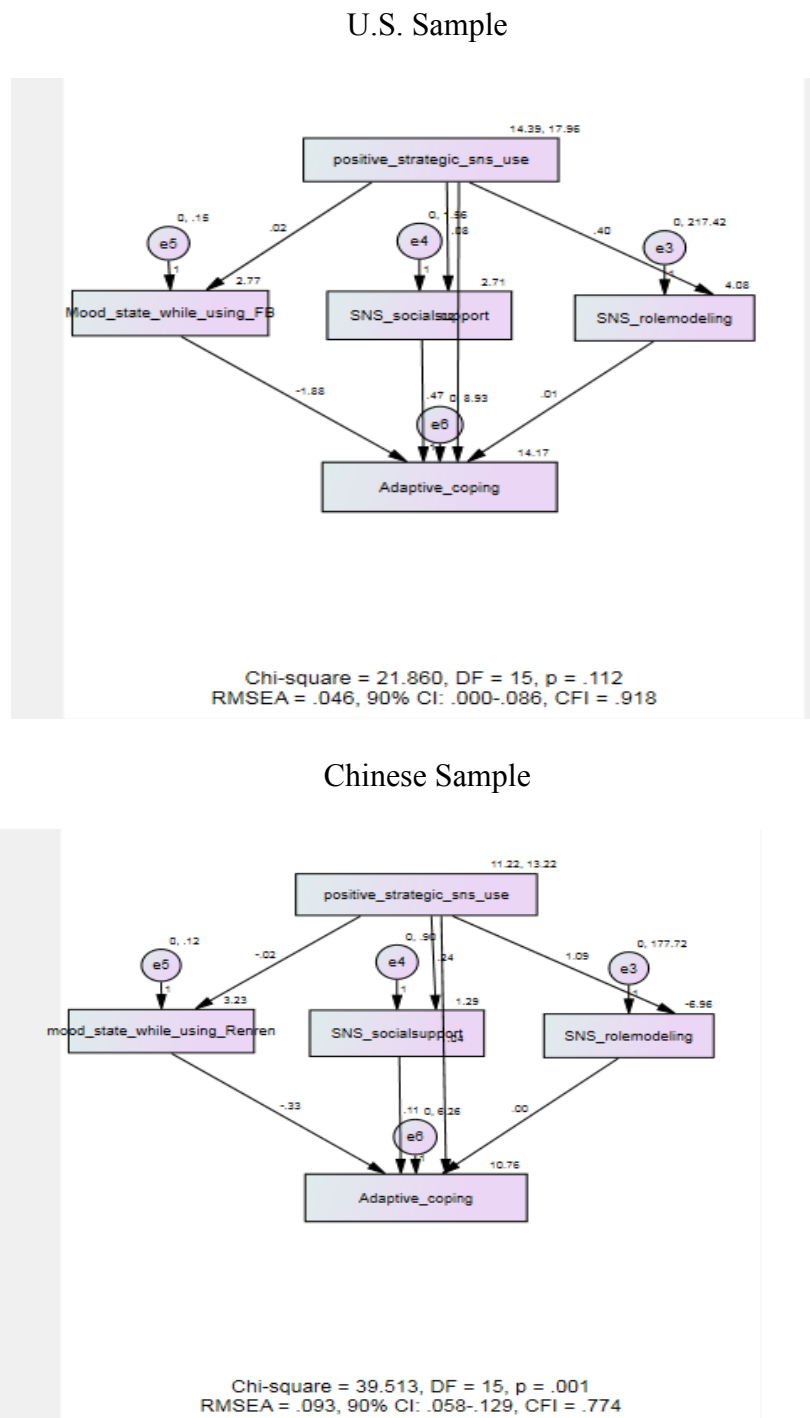 U.S. Sample
14.39, 17.96
positive_strategic_sns_use
0, .15
e5
1
.02
2.77
Mood_state_while_using_FB
0, 1.56
.08
e4
1
2.71
SNS_socialsupport
.40
0, 217.42
e3
1
4.08
SNS_rolemodeling
-1.88
.47
0, 8.93
e6
.01
14.17
Adaptive_coping
Chi-square = 21.860, DF = 15, p = .112
RMSEA = .046, 90% CI: .000-.086, CFI = .918
Chinese Sample
11.22, 13.22
positive_strategic_sns_use
0, .12
e5
1
-.02
3.23
mood_state_while_using_Renren
0, .90
.24
e4
1
1.29
SNS_socialsupport
.04
1.09
0, 177.72
e3
1
-6.96
SNS_rolemodeling
-.33
.11
0, 6.26
e6
1
.00
10.76
Adaptive_coping
Chi-square = 39.513, DF = 15, p = .001
RMSEA = .093, 90% CI: .058-.129, CFI = .774